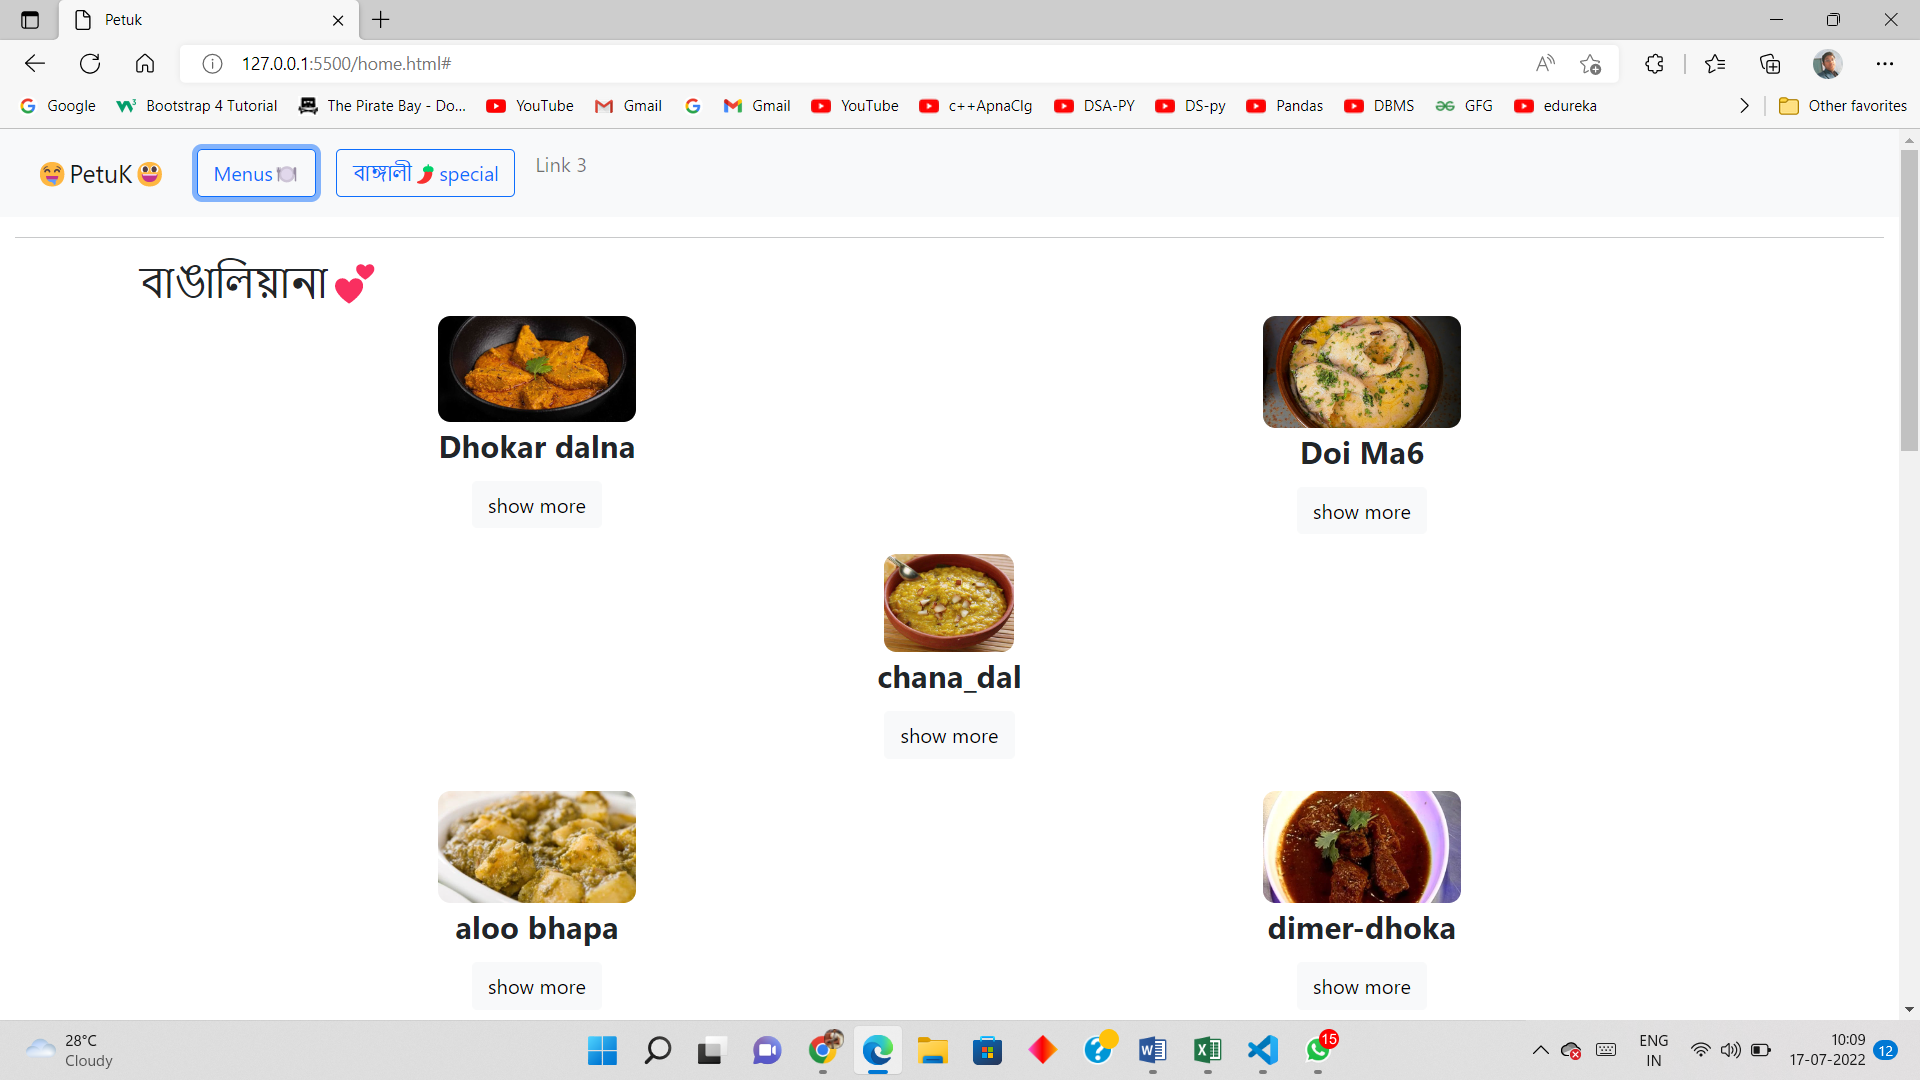 Petuk
127.0.0.1:5500/home.html#
Google Bootstrap 4 Tutorial The Pirate Bay - Do... YouTube Gmail Gmail YouTube c++ApnaClg DSA-PY DS-py Pandas DBMS GFG edureka Other favorites
😋PetuK😃 Menus🍽 বাঙ্গালী🌶special Link 3
বাঙালিয়ানা💕
Dhokar dalna
Doi Ma6
show more
show more
chana_dal
show more
aloo bhapa
dimer-dhoka
show more
show more
28°C
Cloudy
15
ENG
IN
10:09
17-07-2022
12